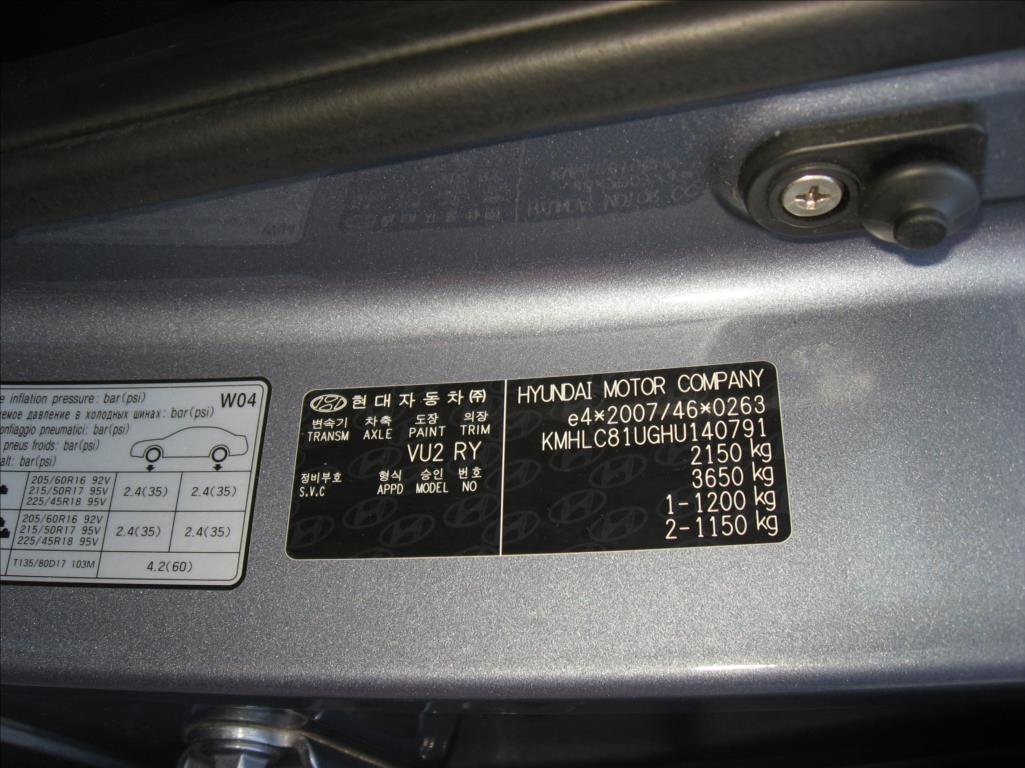 e inflation pressure: bar(psi)
W04
уемое давление в холодных шинах: bar(psi)
onfiaggio pneumatici: bar(psi)
pneus froids: bar(psi)
alt: bar(psi)
205/60R16 92V
215/50R17 95V
225/45R18 95V
2.4(35) 2.4(35)
205/60R16 92V
215/50R17 95V
225/45R18 95V
2.4(35) 2.4(35)
T135/80D17 103M 4.2(60)
현대자동차㈜
변속기 차축 도장 의장
TRANSM AXLE PAINT TRIM
VU2 RY
정비부호 형식 승인 번호
S.V.C APPD MODEL NO
HYUNDAI MOTOR COMPANY
e4*2007/46*0263
KMHLC81UGHU140791
2150 kg
3650 kg
1-1200 kg
2-1150 kg